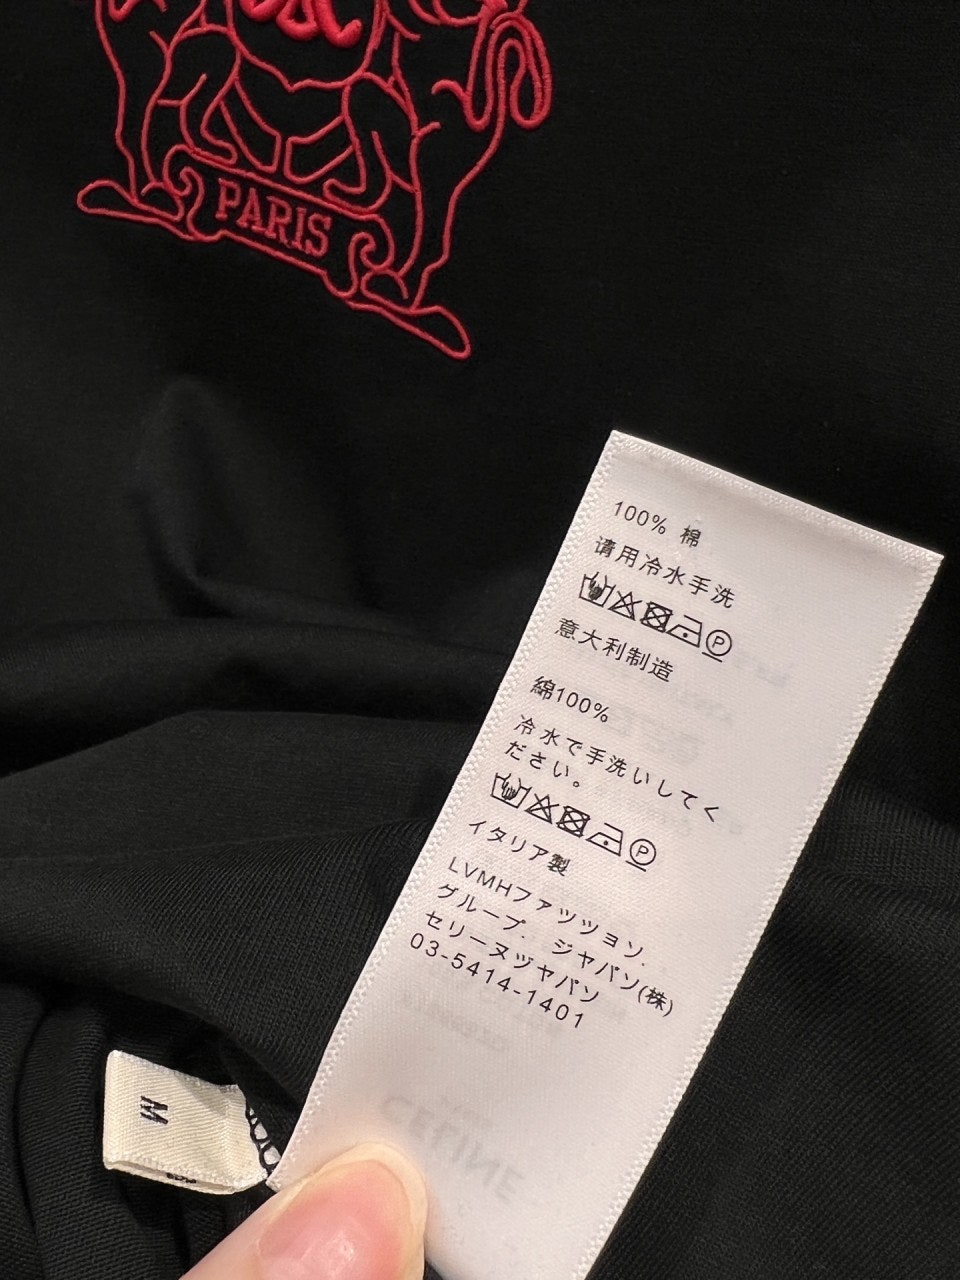 PARIS
100% 棉
请用冷水手洗
P
意大利制造
綿100%
冷水で手洗いしてく
ださい。
P
イタリア製
LVMHファッツョン.
グループ. ジャパン(株)
セリーヌヅャパン
03-5414-1401
M